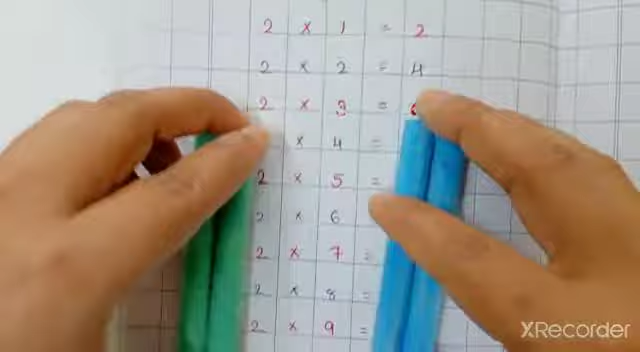 2 × 1 = 2
2 × 2 = 4
2 × 3 =
× 4 =
2 × 5 =
2 × 6
2 × 7 =
2 × 8 =
2 × 9 =
XRecorder